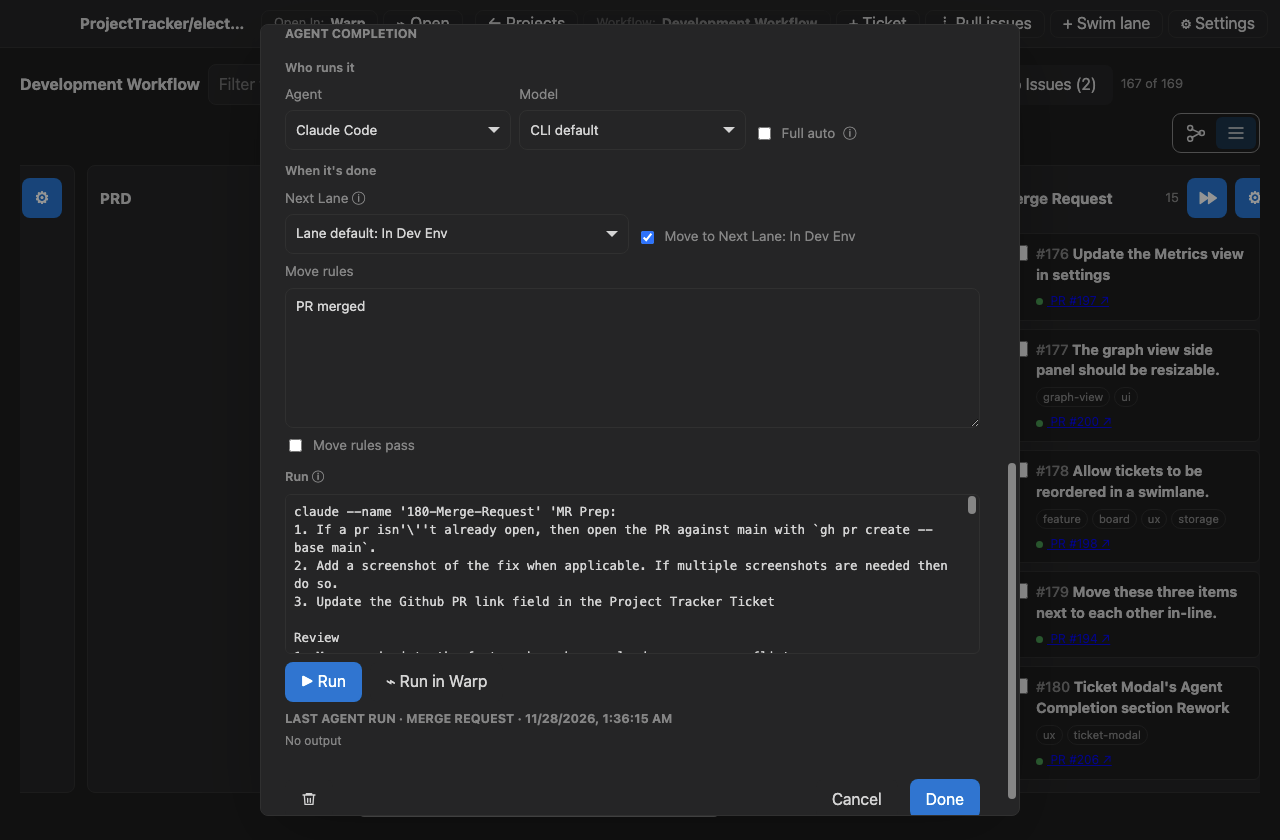 ProjectTracker/elect...
Open In: Warp
Open
← Projects
Workflow: Development Workflow
+ Ticket
Pull issues
+ Swim lane
Settings
Development Workflow
Filter
Issues (2)
167 of 169
PRD
AGENT COMPLETION
Who runs it
Agent
Model
Claude Code
CLI default
Full auto
When it's done
Next Lane
Lane default: In Dev Env
Move to Next Lane: In Dev Env
Move rules
PR merged
Move rules pass
Run
claude --name '180-Merge-Request' 'MR Prep:
1. If a pr isn'\''t already open, then open the PR against main with `gh pr create --
base main`.
2. Add a screenshot of the fix when applicable. If multiple screenshots are needed then
do so.
3. Update the Github PR link field in the Project Tracker Ticket
Review
Run
Run in Warp
LAST AGENT RUN · MERGE REQUEST · 11/28/2026, 1:36:15 AM
No output
Cancel
Done
erge Request
15
#176 Update the Metrics view
in settings
#177 The graph view side
panel should be resizable.
graph-view
ui
#178 Allow tickets to be
reordered in a swimlane.
feature
board
ux
storage
#179 Move these three items
next to each other in-line.
#180 Ticket Modal's Agent
Completion section Rework
ux
ticket-modal